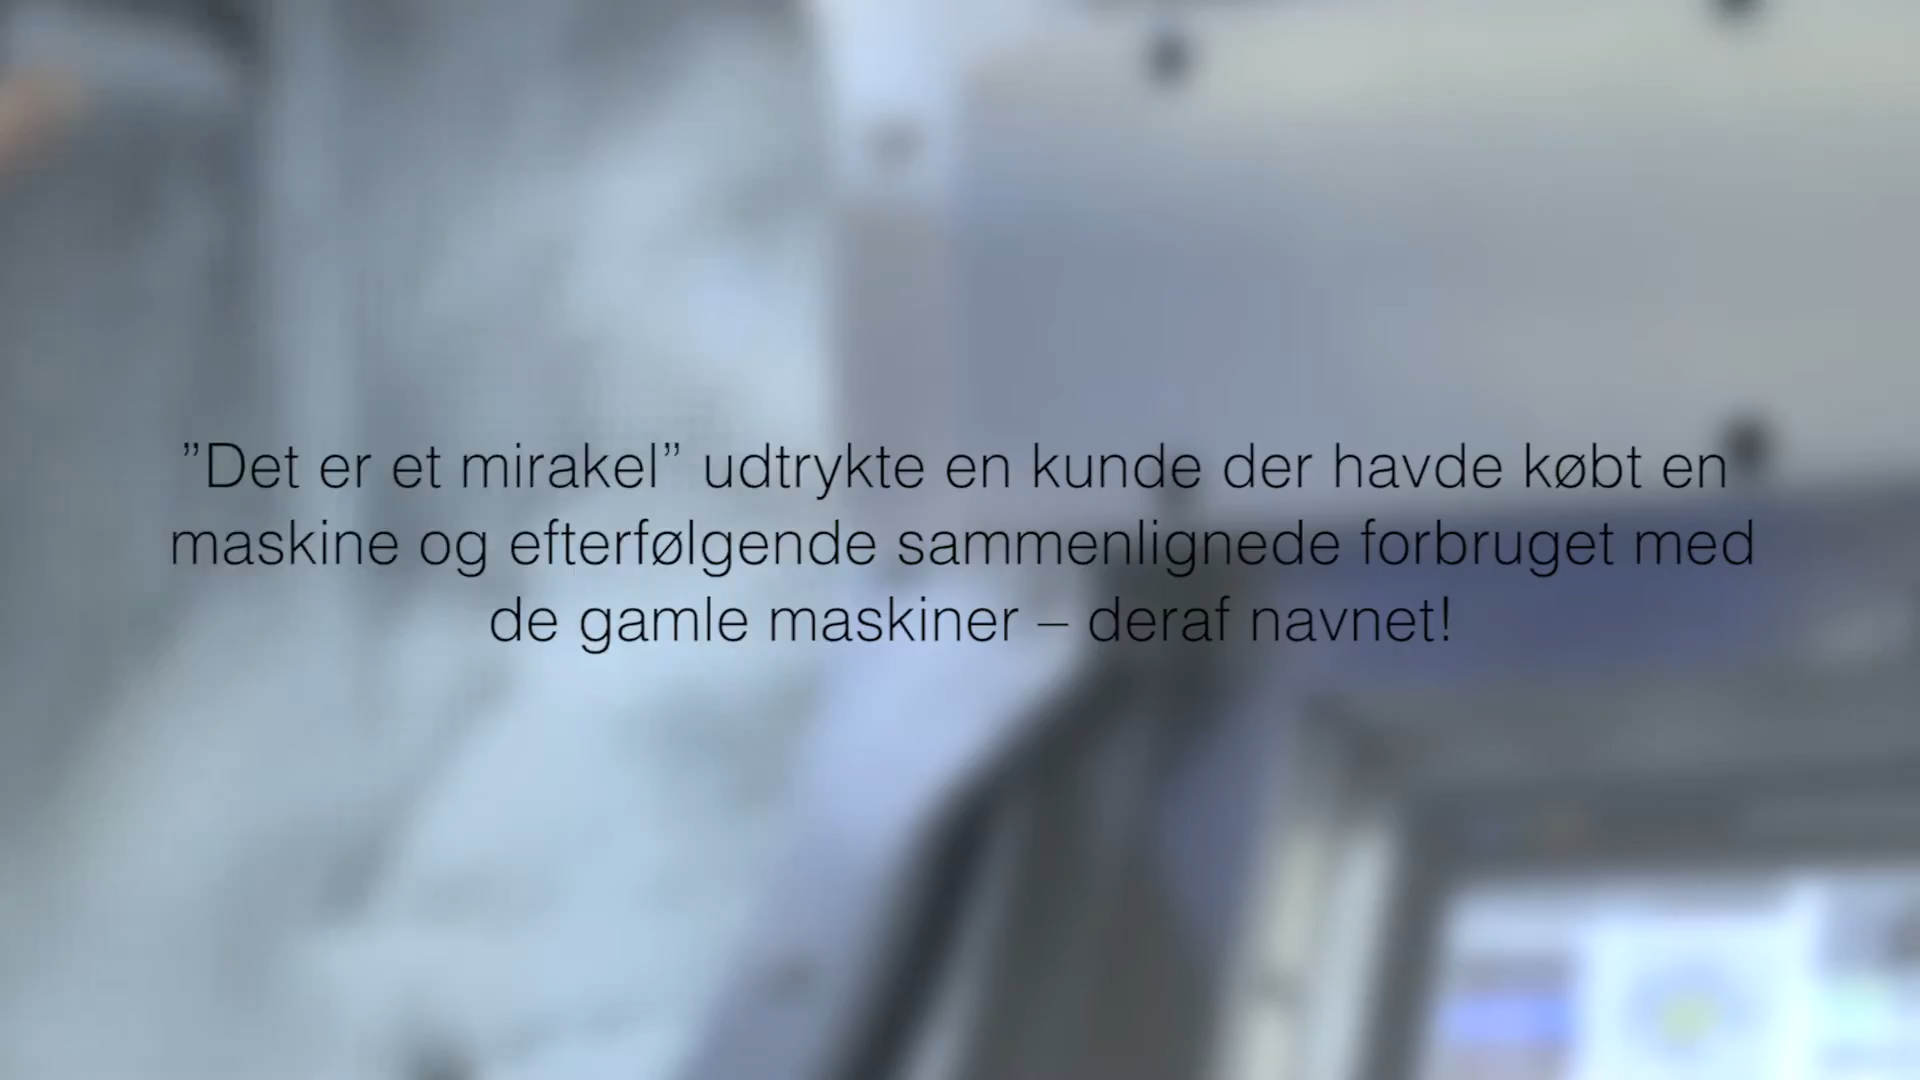 ”Det er et mirakel” udtrykte en kunde der havde købt en
maskine og efterfølgende sammenlignede forbruget med
de gamle maskiner – deraf navnet!